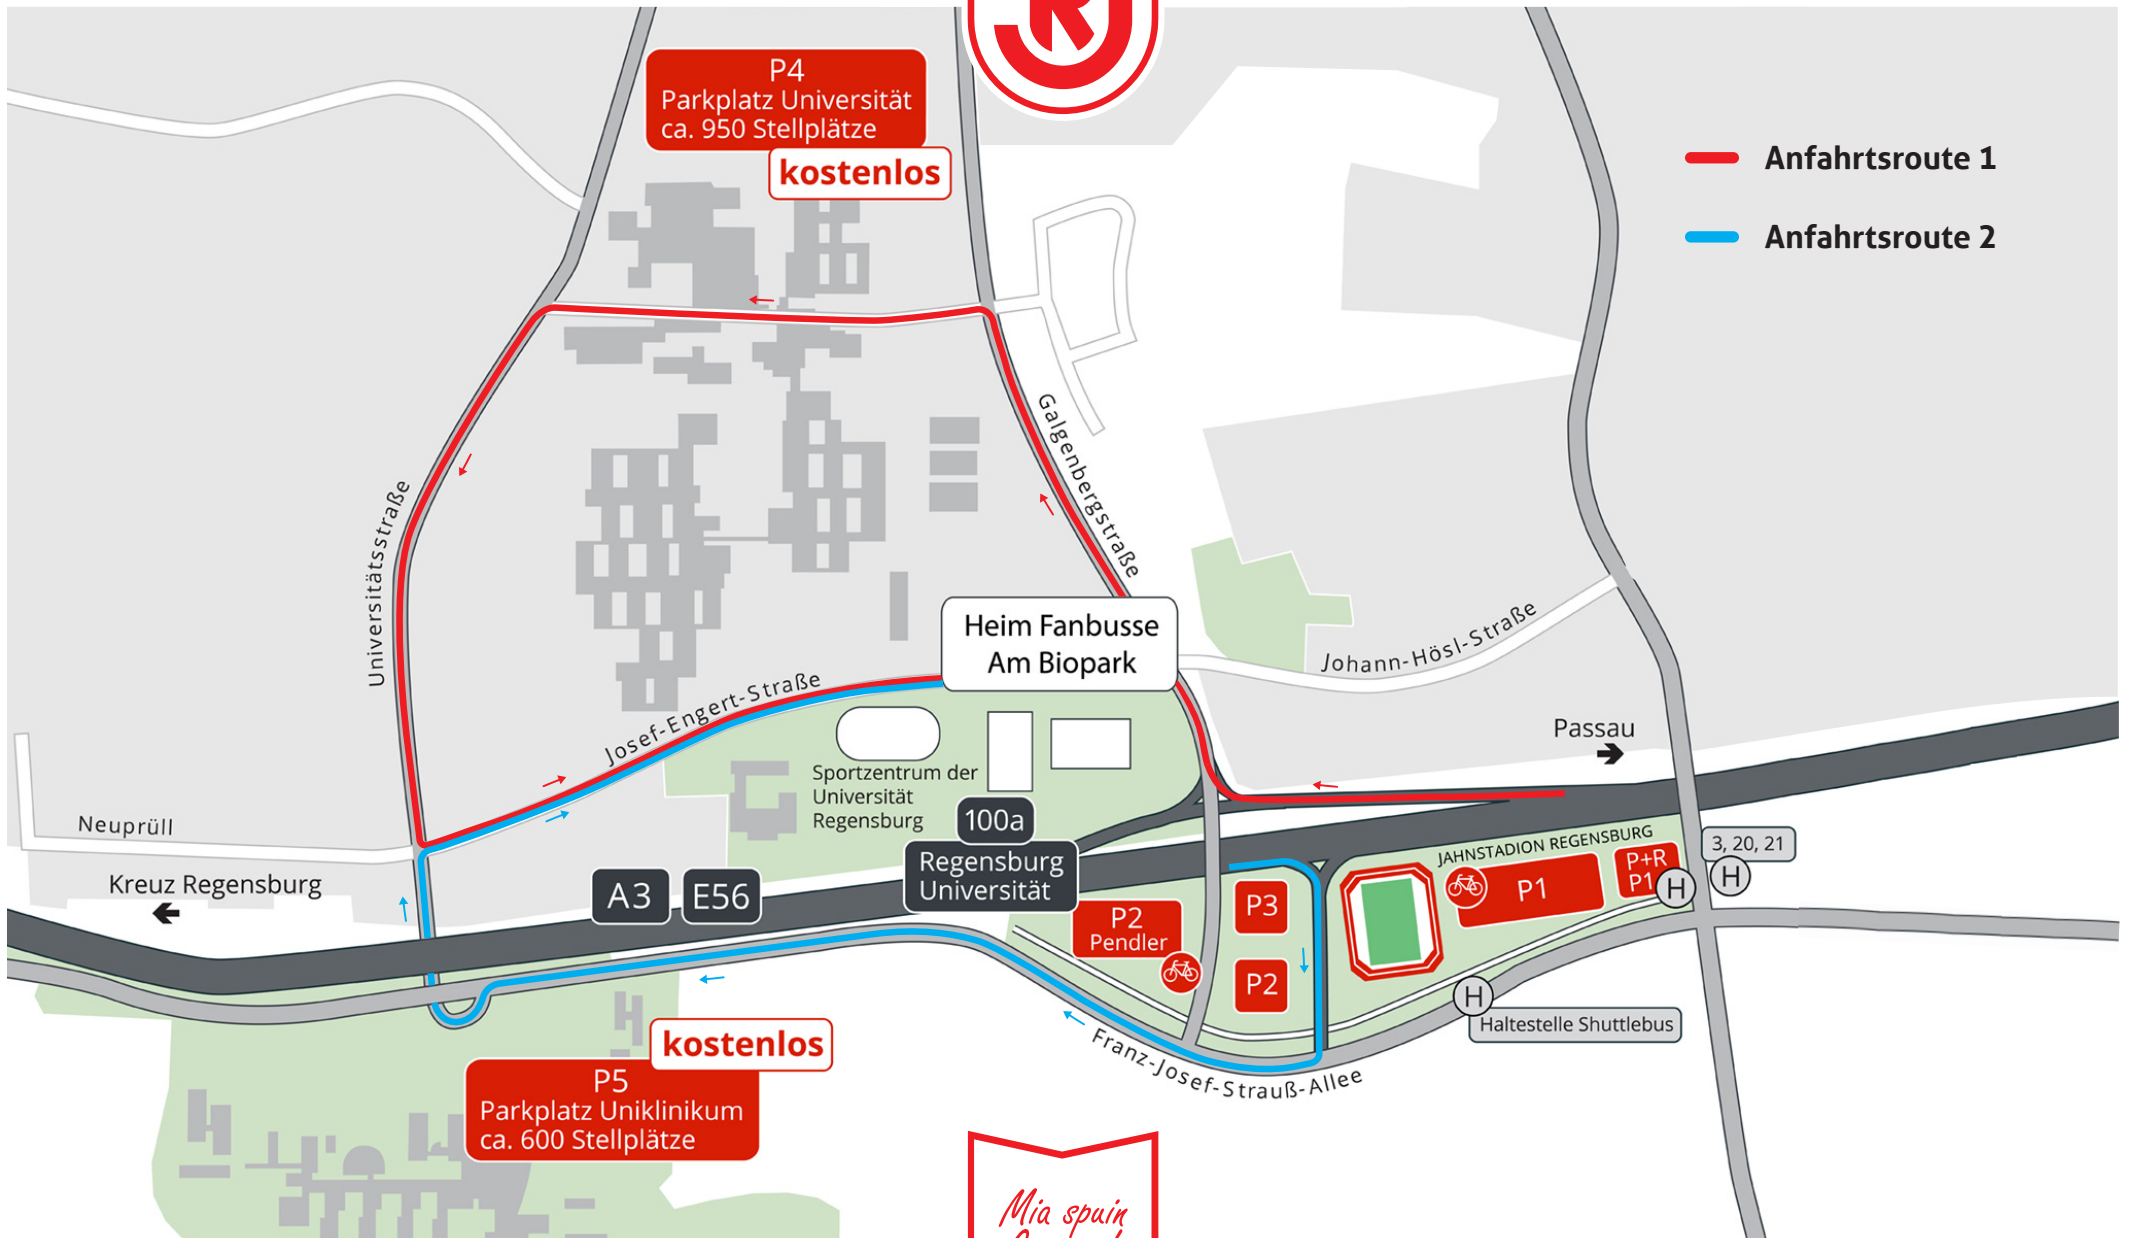 R
P4
Parkplatz Universität
ca. 950 Stellplätze
kostenlos
Anfahrtsroute 1
Anfahrtsroute 2
Galgenbergstraße
Universitätsstraße
Heim Fanbusse
Am Biopark
Johann-Hösl-Straße
Josef-Engert-Straße
Passau
Sportzentrum der
Universität
Regensburg
100a
Regensburg
Universität
Neuprüll
Kreuz Regensburg
A3
E56
JAHNSTADION REGENSBURG
P1
P+R
P1
H
3, 20, 21
H
P2
Pendler
P3
P2
H
Haltestelle Shuttlebus
Franz-Josef-Strauß-Allee
kostenlos
P5
Parkplatz Uniklinikum
ca. 600 Stellplätze
Mia spuin